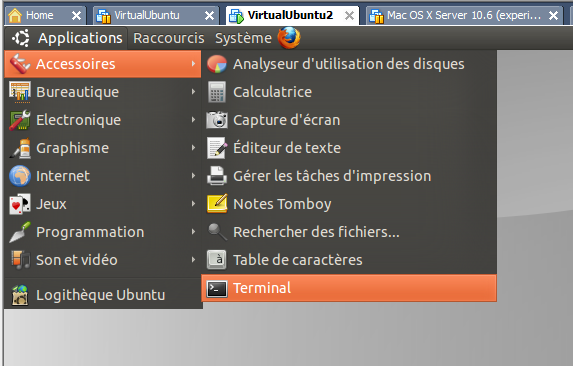 Home VirtualUbuntu VirtualUbuntu2 Mac OS X Server 10.6 (experi...
Applications Raccourcis Système
Accessoires
Bureautique
Electronique
Graphisme
Internet
Jeux
Programmation
Son et vidéo
Logithèque Ubuntu
Analyseur d'utilisation des disques
Calculatrice
Capture d'écran
Éditeur de texte
Gérer les tâches d'impression
Notes Tomboy
Rechercher des fichiers...
Table de caractères
Terminal